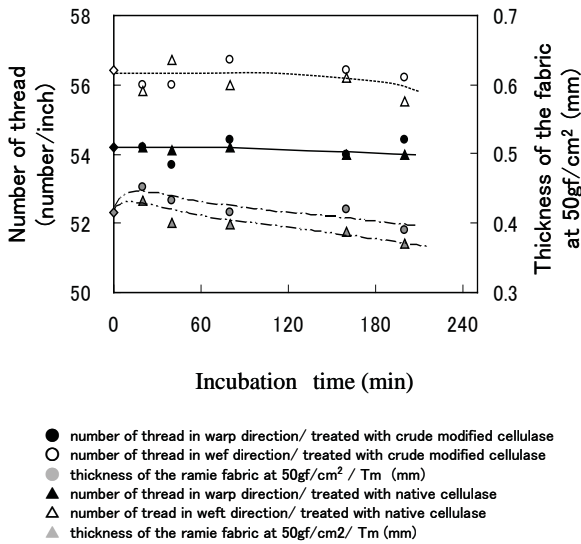 58
56
54
52
50
Number of thread
(number/inch)
0.7
0.6
0.5
0.4
0.3
Thickness of the fabric
at 50gf/cm² (mm)
0 60 120 180 240
Incubation time (min)
number of thread in warp direction/ treated with crude modified cellulase
number of thread in wef direction/ treated with crude modified cellulase
thickness of the ramie fabric at 50gf/cm² / Tm (mm)
number of thread in warp direction/ treated with native cellulase
number of tread in weft direction/ treated with native cellulase
thickness of the ramie fabric at 50gf/cm2/ Tm (mm)